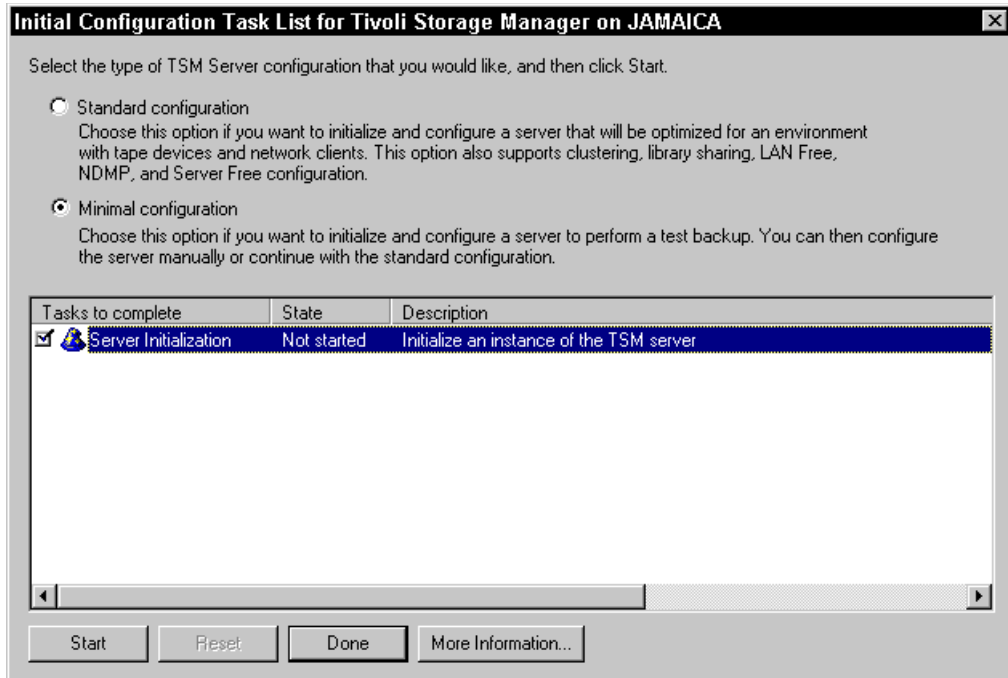 Initial Configuration Task List for Tivoli Storage Manager on JAMAICA
Select the type of TSM Server configuration that you would like, and then click Start.
Standard configuration
Choose this option if you want to initialize and configure a server that will be optimized for an environment
with tape devices and network clients. This option also supports clustering, library sharing, LAN Free,
NDMP, and Server Free configuration.
Minimal configuration
Choose this option if you want to initialize and configure a server to perform a test backup. You can then configure
the server manually or continue with the standard configuration.
Tasks to complete State Description
Server Initialization Not started Initialize an instance of the TSM server
Start Reset Done More Information...